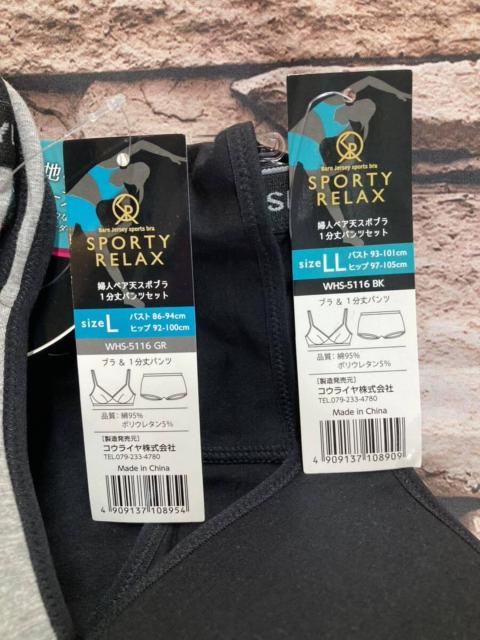 地
SR
Bare Jersey sports bra
SPORTY
RELAX
婦人ベア天スポブラ
1分丈パンツセット
size L
バスト 86-94cm
ヒップ 92-100cm
WHS-5116 GR
ブラ & 1分丈パンツ
品質:綿95%
ポリウレタン5%
[製造発売元]
コウライヤ株式会社
TEL.079-233-4780
Made in China
4 909137 108954
S
SR
Bare Jersey sports bra
SPORTY
RELAX
婦人ベア天スポブラ
1分丈パンツセット
size LL
バスト 93-101cm
ヒップ 97-105cm
WHS-5116 BK
ブラ & 1分丈パンツ
品質:綿95%
ポリウレタン5%
[製造発売元]
コウライヤ株式会社
TEL.079-233-4780
Made in China
4 909137 108909